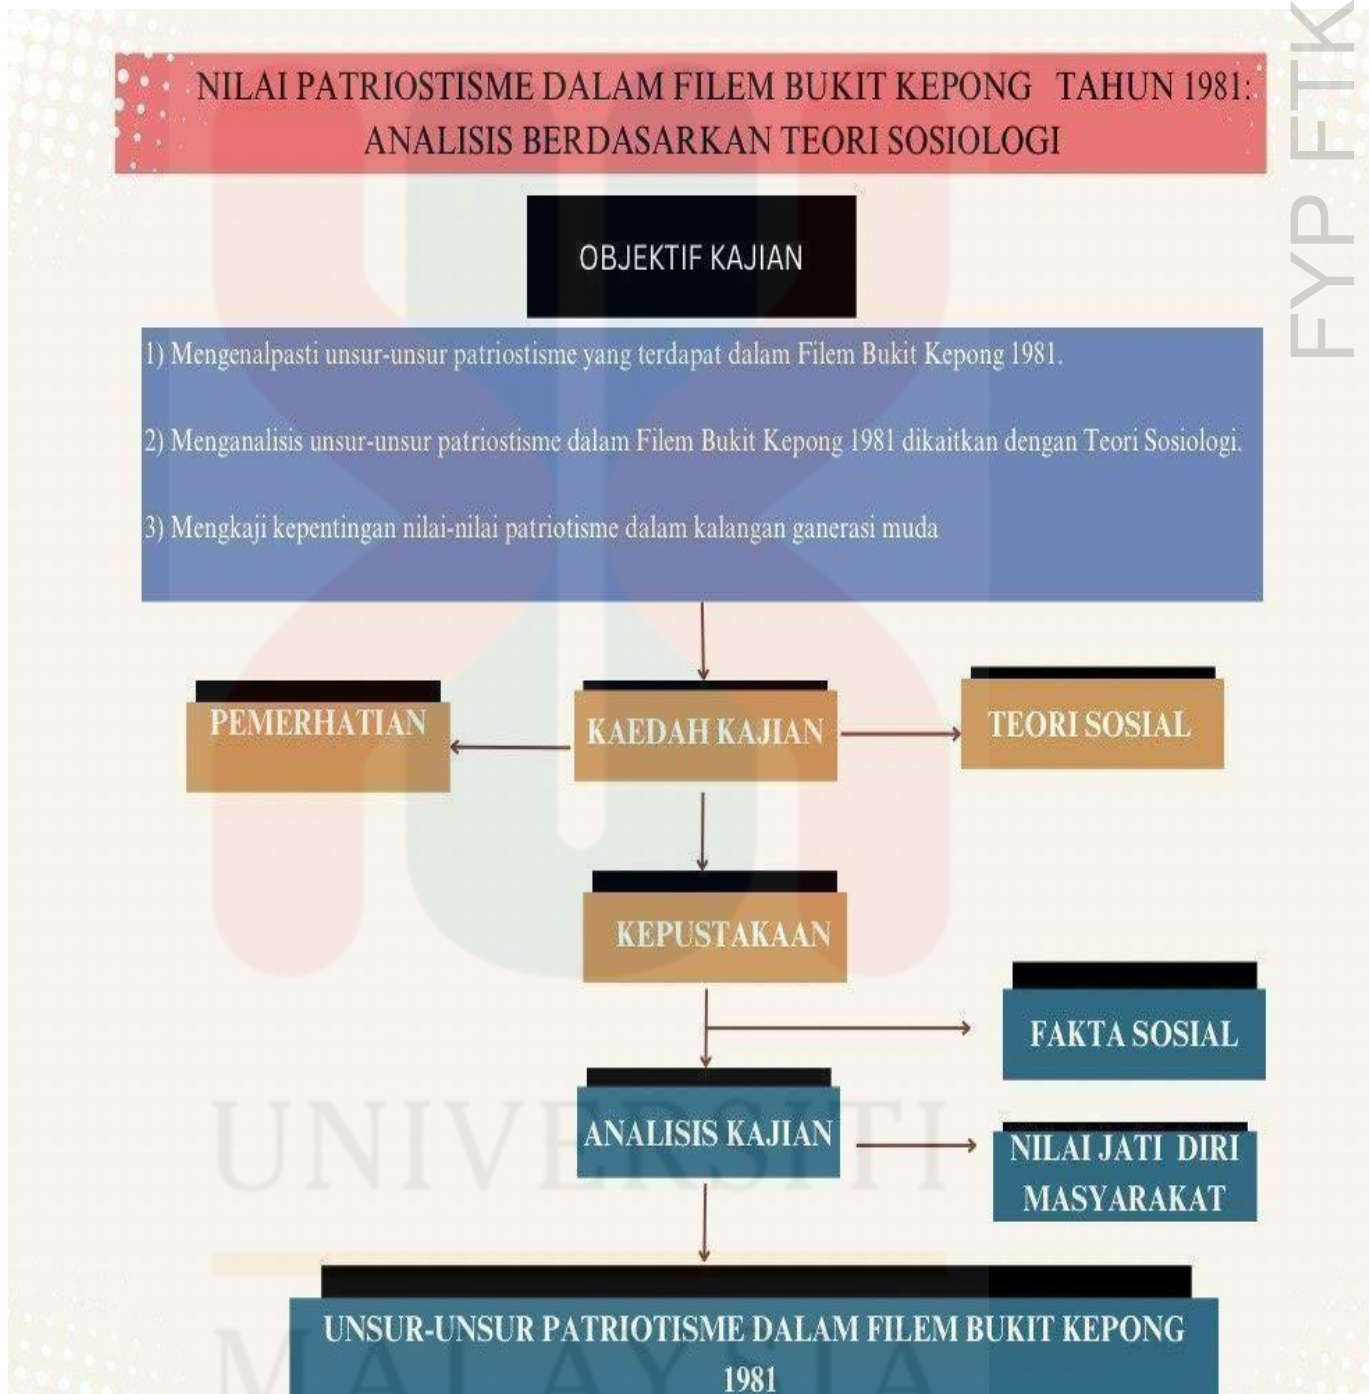 FYP FTK
NILAI PATRIOSTISME DALAM FILEM BUKIT KEPONG TAHUN 1981:
ANALISIS BERDASARKAN TEORI SOSIOLOGI
OBJEKTIF KAJIAN
1) Mengenalpasti unsur-unsur patriostisme yang terdapat dalam Filem Bukit Kepong 1981.
2) Menganalisis unsur-unsur patriostisme dalam Filem Bukit Kepong 1981 dikaitkan dengan Teori Sosiologi.
3) Mengkaji kepentingan nilai-nilai patriotisme dalam kalangan ganerasi muda
PEMERHATIAN
KAEDAH KAJIAN
TEORI SOSIAL
KEPUSTAKAAN
FAKTA SOSIAL
ANALISIS KAJIAN
NILAI JATI DIRI
MASYARAKAT
UNIVERSITI
UNSUR-UNSUR PATRIOTISME DALAM FILEM BUKIT KEPONG
1981
MALAYSIA